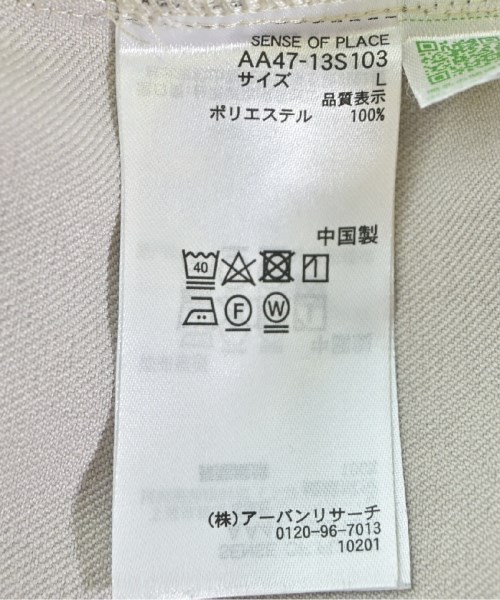 SENSE OF PLACE
AA47-13S103
サイズ L
品質表示
ポリエステル 100%
中国製
40
F W
(株)アーバンリサーチ
0120-96-7013
10201